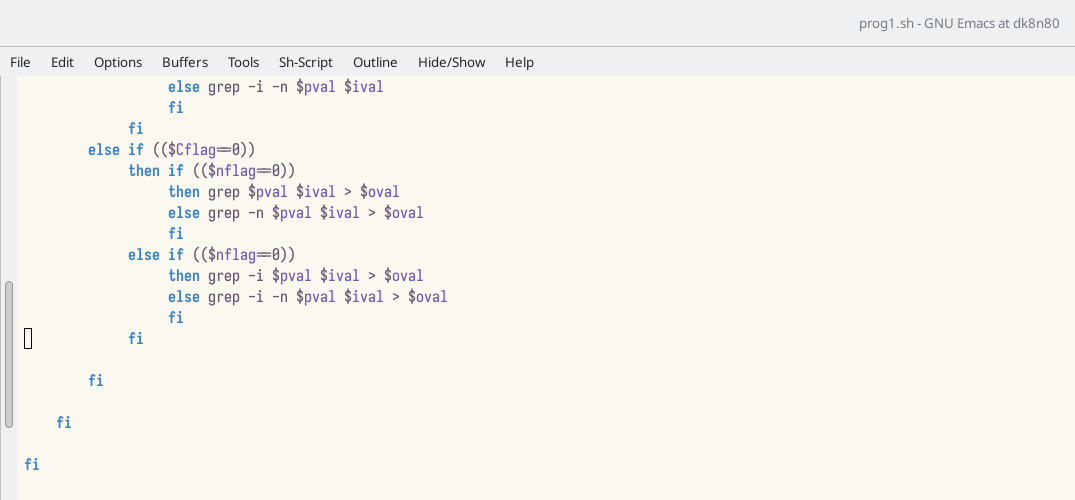 prog1.sh - GNU Emacs at dk8n80
File Edit Options Buffers Tools Sh-Script Outline Hide/Show Help
else grep -i -n $pval $ival
fi
fi
else if (($Cflag==0))
then if (($nflag==0))
then grep $pval $ival > $oval
else grep -n $pval $ival > $oval
fi
else if (($nflag==0))
then grep -i $pval $ival > $oval
else grep -i -n $pval $ival > $oval
fi
fi
fi
fi
fi